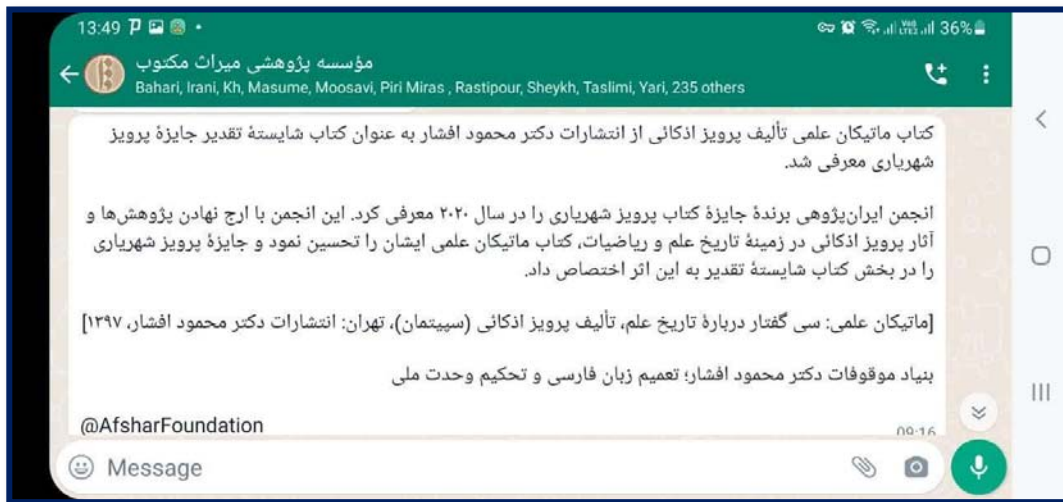 13:49
36%
مؤسسه پژوهشی میراث مکتوب
Bahari, Irani, Kh, Masume, Moosavi, Piri Miras , Rastipour, Sheykh, Taslimi, Yari, 235 others
کتاب ماتیکان علمی تألیف پرویز اذکائی از انتشارات دکتر محمود افشار به عنوان کتاب شایستهٔ تقدیر جایزهٔ پرویز
شهریاری معرفی شد.
انجمن ایران‌پژوهی برندهٔ جایزهٔ کتاب پرویز شهریاری را در سال ۲۰۲۰ معرفی کرد. این انجمن با ارج نهادن پژوهش‌ها و
آثار پرویز اذکائی در زمینهٔ تاریخ علم و ریاضیات، کتاب ماتیکان علمی ایشان را تحسین نمود و جایزهٔ پرویز شهریاری
را در بخش کتاب شایستهٔ تقدیر به این اثر اختصاص داد.
[ماتیکان علمی: سی گفتار دربارهٔ تاریخ علم، تألیف پرویز اذکائی (سپیتمان)، تهران: انتشارات دکتر محمود افشار، ۱۳۹۷]
بنیاد موقوفات دکتر محمود افشار؛ تعمیم زبان فارسی و تحکیم وحدت ملی
@AfsharFoundation
09:16
Message